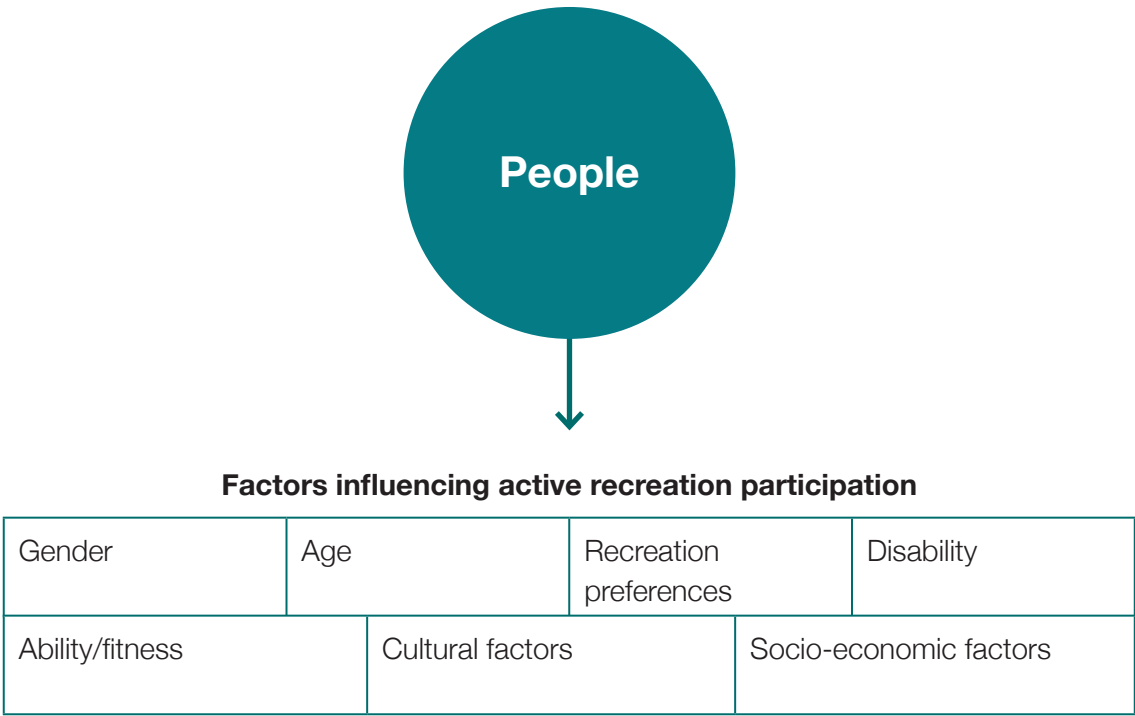 People
Factors influencing active recreation participation
Gender
Age
Recreation
preferences
Disability
Ability/fitness
Cultural factors
Socio-economic factors